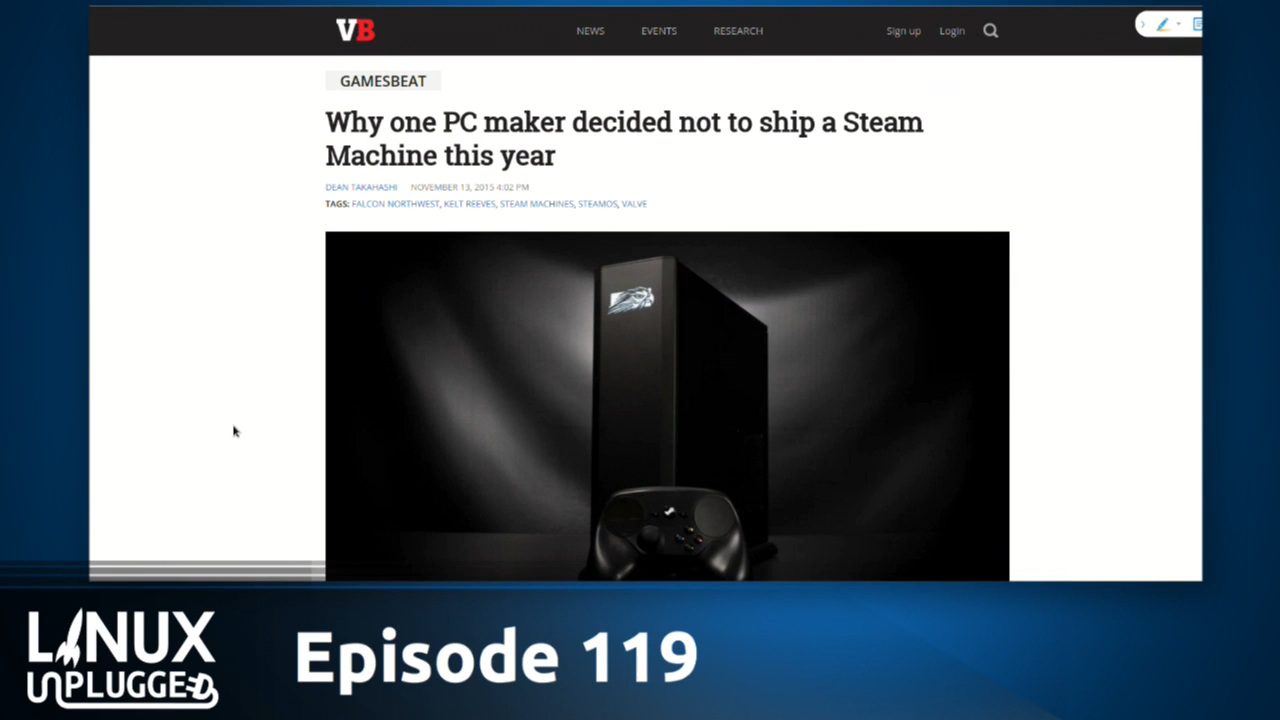 VB
NEWS
EVENTS
RESEARCH
Sign up
Login
GAMESBEAT
Why one PC maker decided not to ship a Steam
Machine this year
DEAN TAKAHASHI NOVEMBER 13, 2015 4:02 PM
TAGS: FALCON NORTHWEST, KELT REEVES, STEAM MACHINES, STEAMOS, VALVE
LINUX
UNPLUGGED
Episode 119